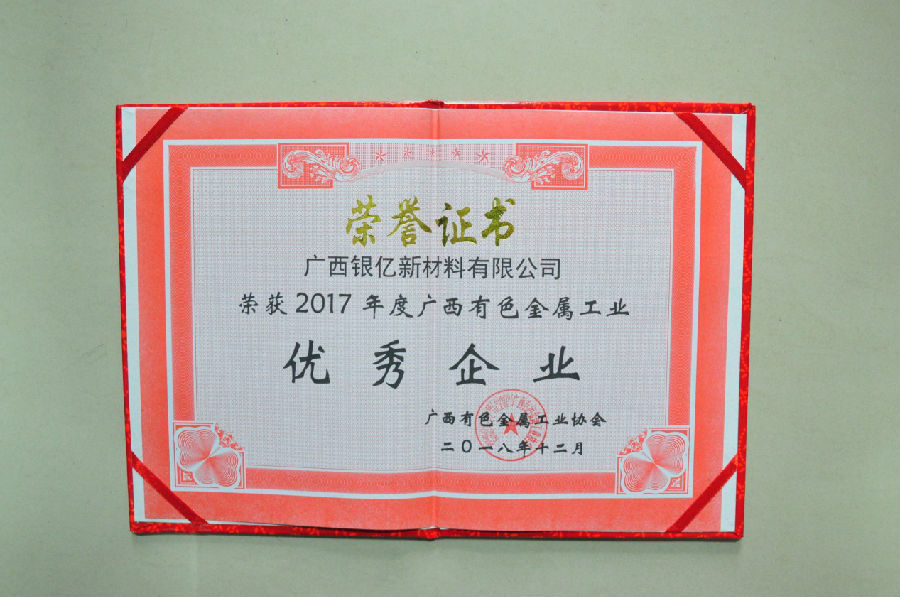 荣誉证书
广西银亿新材料有限公司
荣获2017年度广西有色金属工业
优秀企业
广西有色金属工业协会
二〇一八年十二月